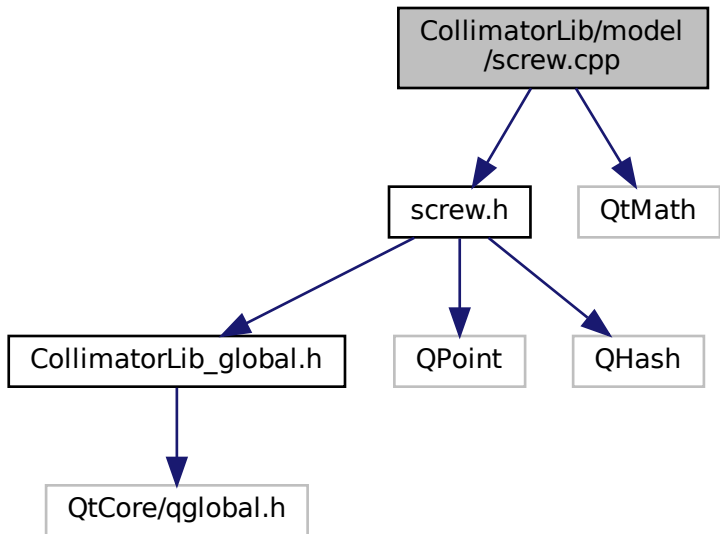 CollimatorLib/model
/screw.cpp
screw.h
QtMath
CollimatorLib_global.h
QPoint
QHash
QtCore/qglobal.h